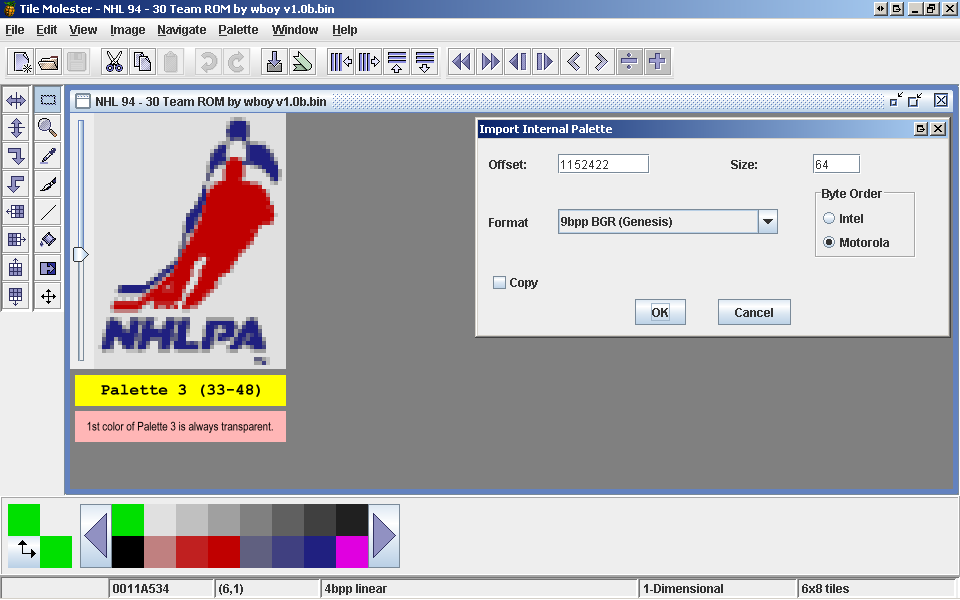 Tile Molester - NHL 94 - 30 Team ROM by wboy v1.0b.bin
File Edit View Image Navigate Palette Window Help
NHL 94 - 30 Team ROM by wboy v1.0b.bin
NHLPA
Palette 3 (33-48)
1st color of Palette 3 is always transparent.
Import Internal Palette
Offset: 1152422 Size: 64
Byte Order
Format 9bpp BGR (Genesis) Intel
Motorola
Copy
OK Cancel
0011A534 (6,1) 4bpp linear 1-Dimensional 6x8 tiles